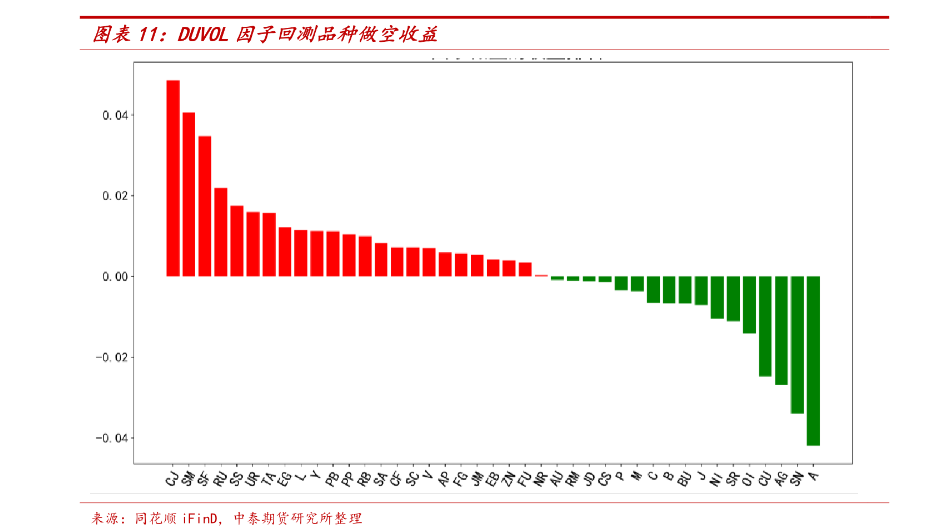 图表 11：DUVOL 因子回测品种做空收益
0.04
0.02
0.00
-0.02
-0.04
CJ SM SF RU SS UR TA EG L Y PB PP RB SA CF SC V AP FG JM EB ZN FU NR AU RM JD CS P M C B BU J NI SR OI CU AG SN A
来源：同花顺 iFinD，中泰期货研究所整理